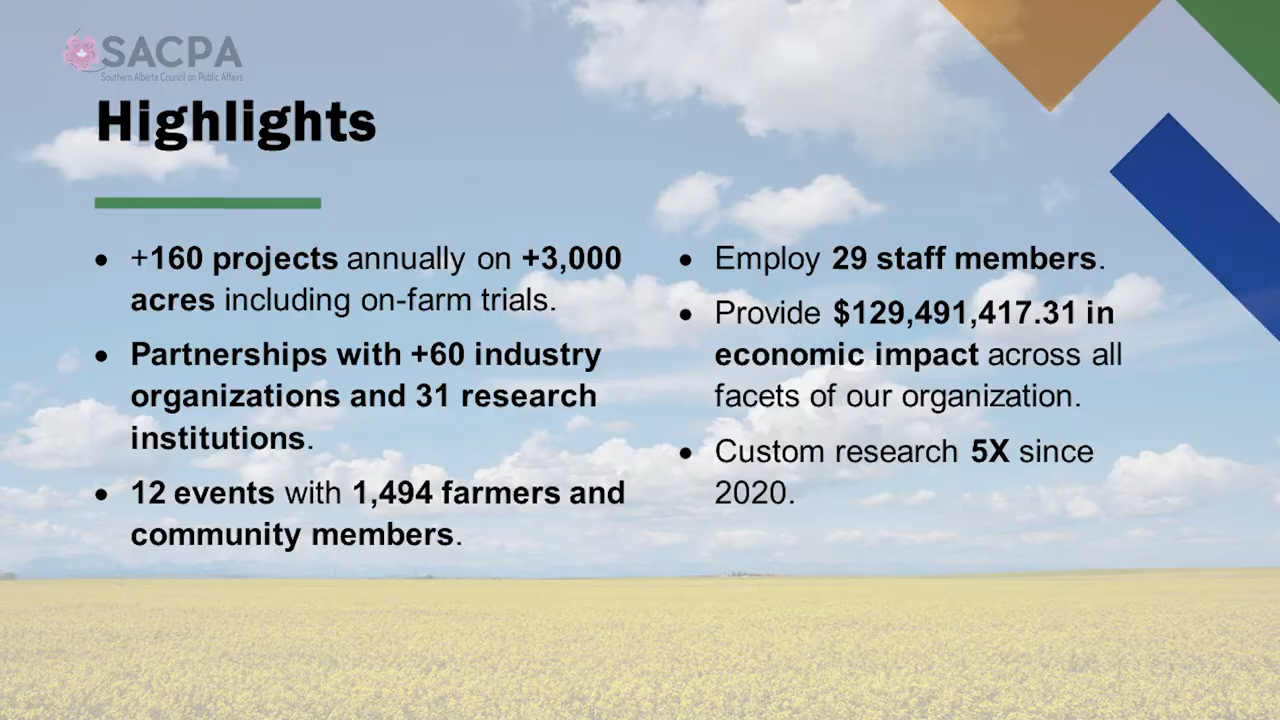 SACPA
Southern Alberta Council on Public Affairs
Highlights
• +160 projects annually on +3,000
acres including on-farm trials.
• Partnerships with +60 industry
organizations and 31 research
institutions.
• 12 events with 1,494 farmers and
community members.
• Employ 29 staff members.
• Provide $129,491,417.31 in
economic impact across all
facets of our organization.
• Custom research 5X since
2020.